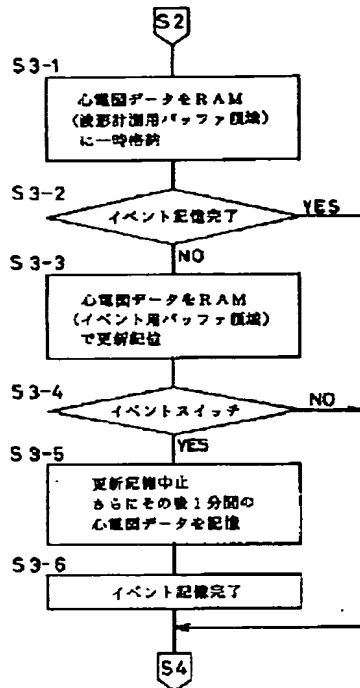 S2
S3-1
心電図データをRAM
(波形計測用バッファ領域)
に一時格納
S3-2
イベント記憶完了
YES
NO
S3-3
心電図データをRAM
(イベント用バッファ領域)
で更新記憶
S3-4
イベントスイッチ
NO
YES
S3-5
更新記憶中止
さらにその後1分間の
心電図データを記憶
S3-6
イベント記憶完了
S4